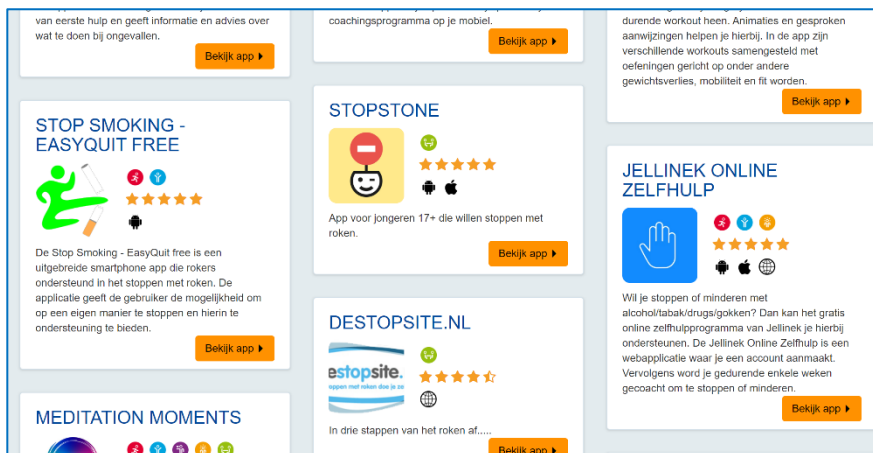 van eerste hulp en geeft informatie en advies over
wat te doen bij ongevallen.
Bekijk app
STOP SMOKING -
EASYQUIT FREE
De Stop Smoking - EasyQuit free is een
uitgebreide smartphone app die rokers
ondersteund in het stoppen met roken. De
applicatie geeft de gebruiker de mogelijkheid om
op een eigen manier te stoppen en hierin te
ondersteuning te bieden.
Bekijk app
MEDITATION MOMENTS
coachingsprogramma op je mobiel.
Bekijk app
STOPSTONE
App voor jongeren 17+ die willen stoppen met
roken.
Bekijk app
DESTOPSITE.NL
estopsite.
ppen met roken doe je ze
In drie stappen van het roken af.....
Bekijk app
durende workout heen. Animaties en gesproken
aanwijzingen helpen je hierbij. In de app zijn
verschillende workouts samengesteld met
oefeningen gericht op onder andere
gewichtsverlies, mobiliteit en fit worden.
Bekijk app
JELLINEK ONLINE
ZELFHULP
Wil je stoppen of minderen met
alcohol/tabak/drugs/gokken? Dan kan het gratis
online zelfhulpprogramma van Jellinek je hierbij
ondersteunen. De Jellinek Online Zelfhulp is een
webapplicatie waar je een account aanmaakt.
Vervolgens word je gedurende enkele weken
gecoacht om te stoppen of minderen.
Bekijk app